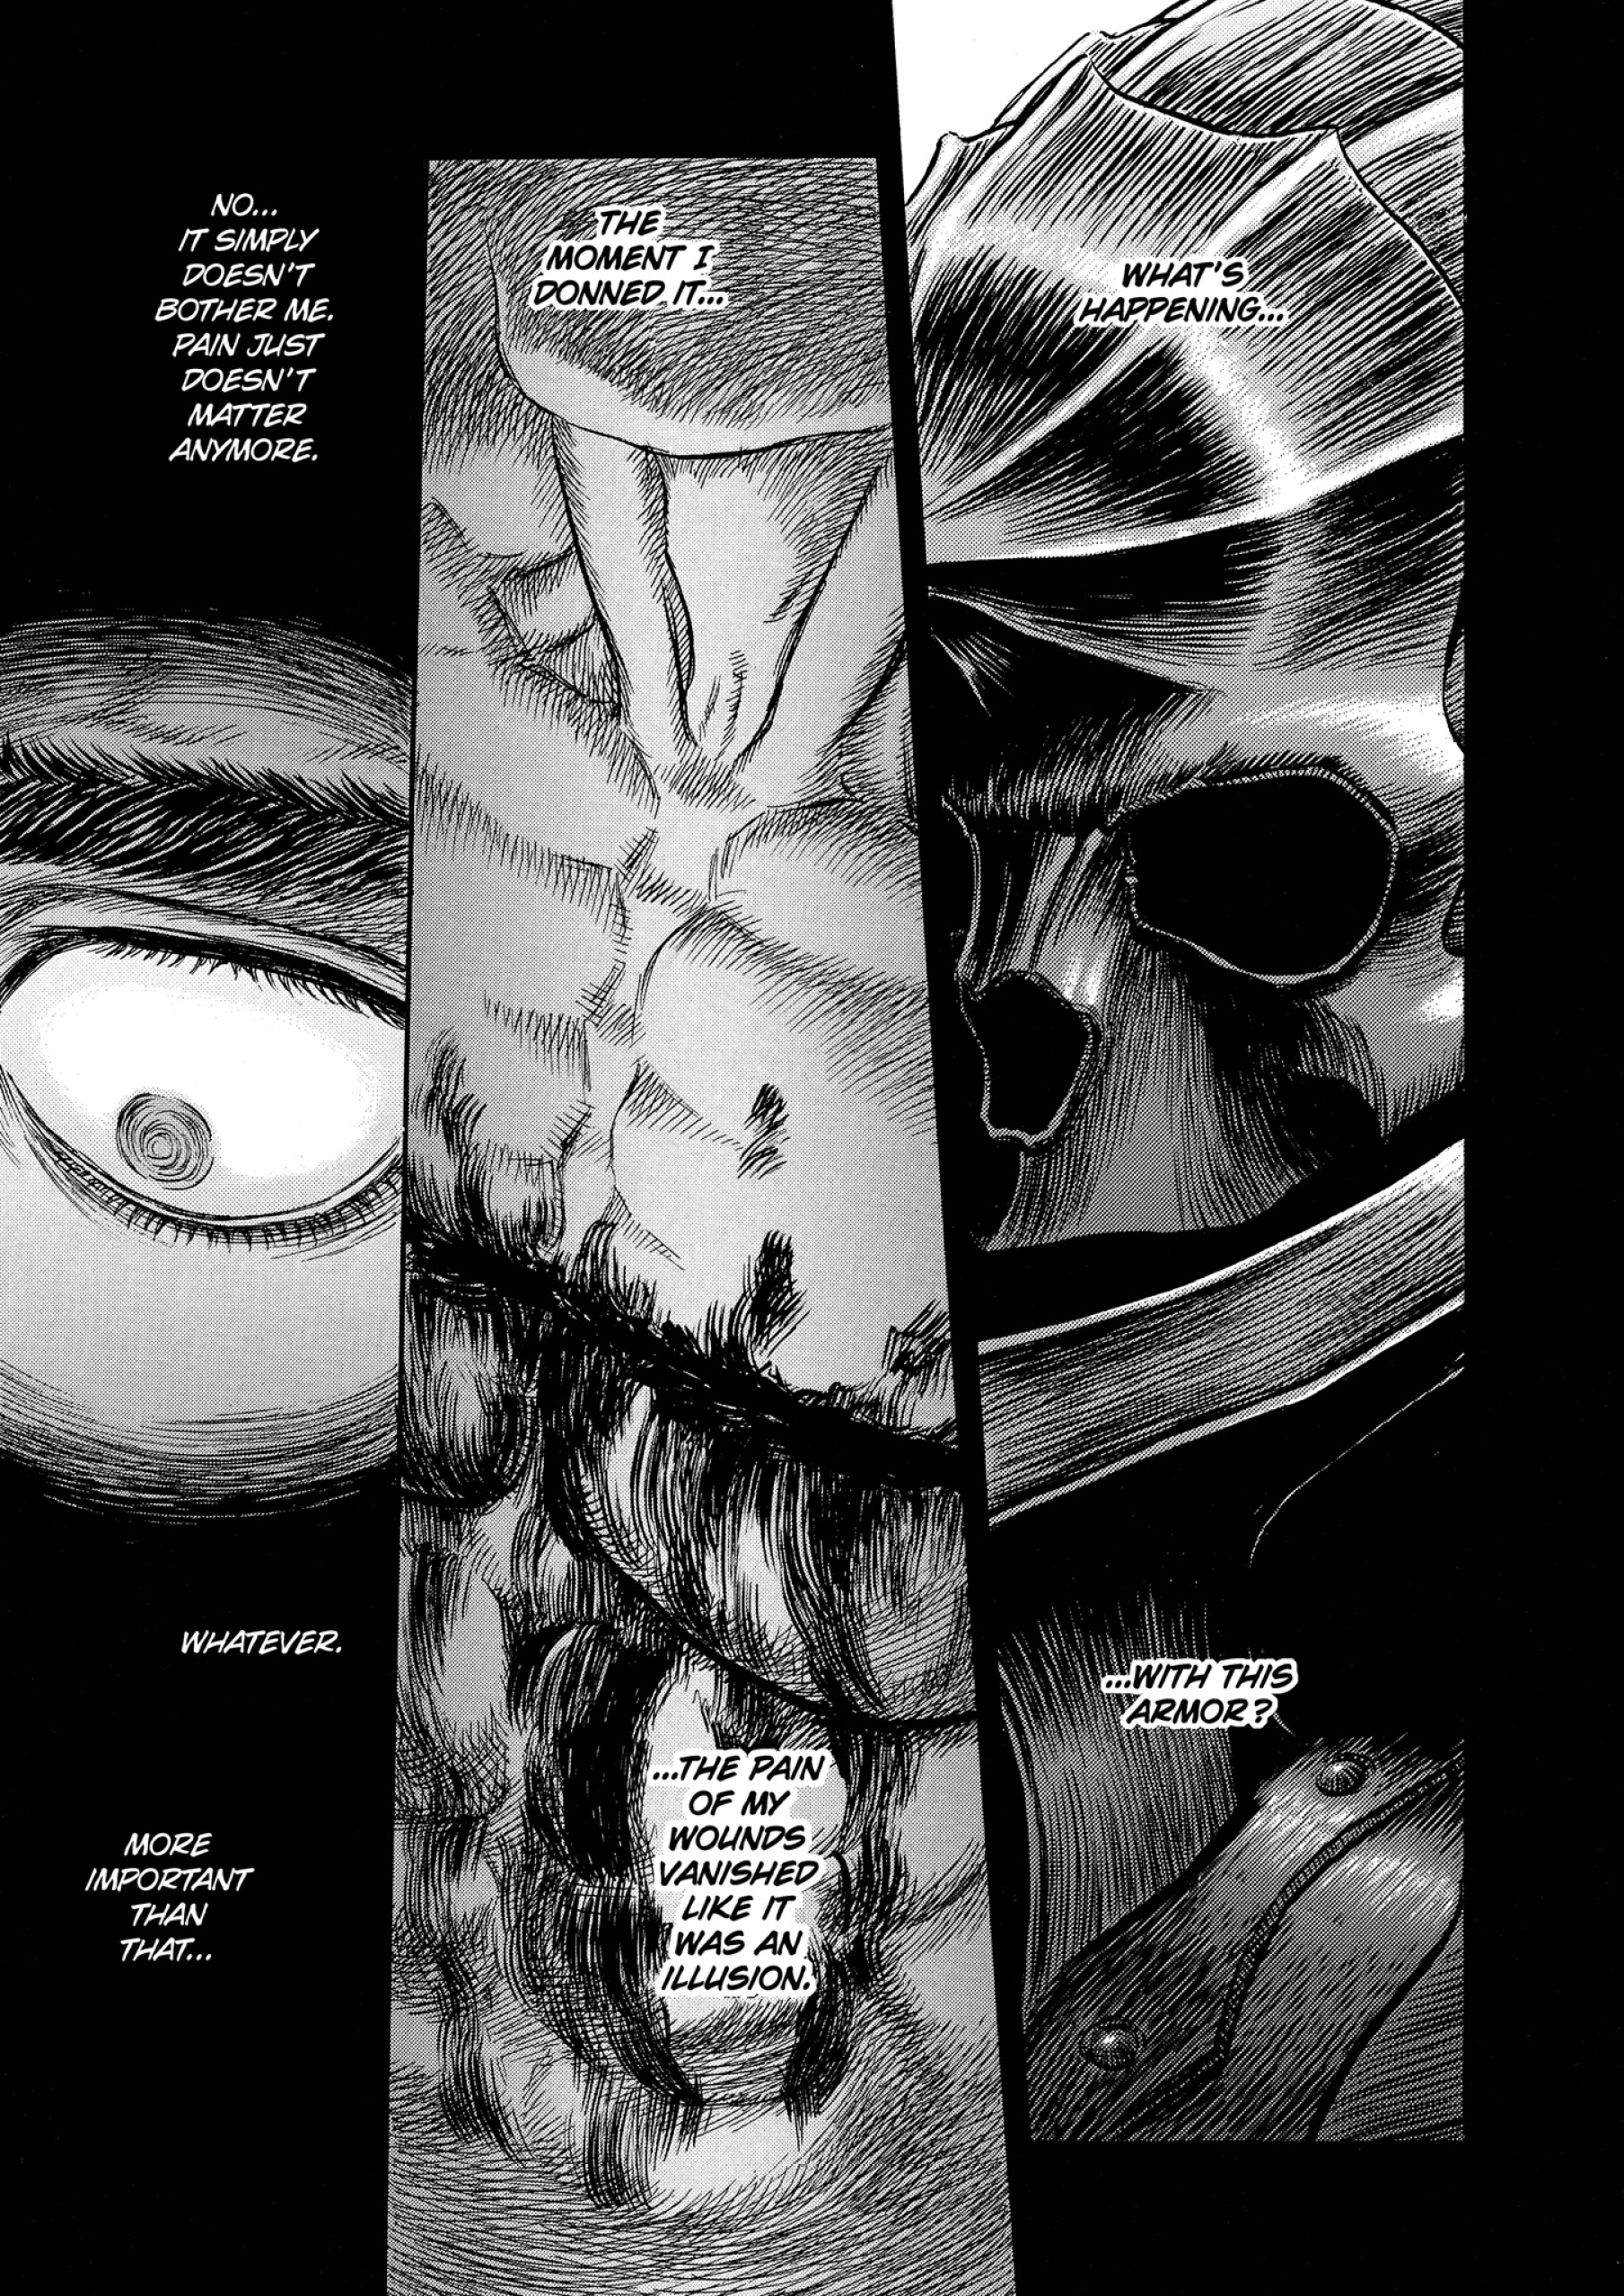 WHAT'S
HAPPENING...
...WITH THIS
ARMOR?
THE
MOMENT I
DONNED IT...
...THE PAIN
OF MY
WOUNDS
VANISHED
LIKE IT
WAS AN
ILLUSION.
NO...
IT SIMPLY
DOESN'T
BOTHER ME.
PAIN JUST
DOESN'T
MATTER
ANYMORE.
WHATEVER.
MORE
IMPORTANT
THAN
THAT...